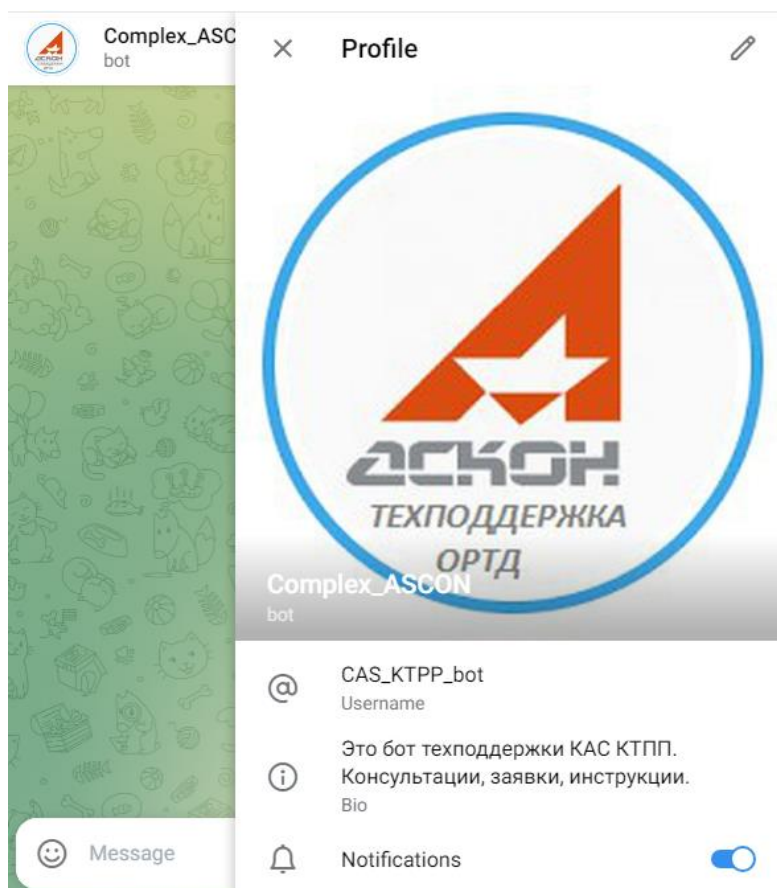 Complex_ASC
bot
Profile
АСКОН
ТЕХПОДДЕРЖКА
ОРТД
Complex_ASCON
bot
CAS_KTPP_bot
Username
Это бот техподдержки КАС КТПП.
Консультации, заявки, инструкции.
Bio
Message
Notifications